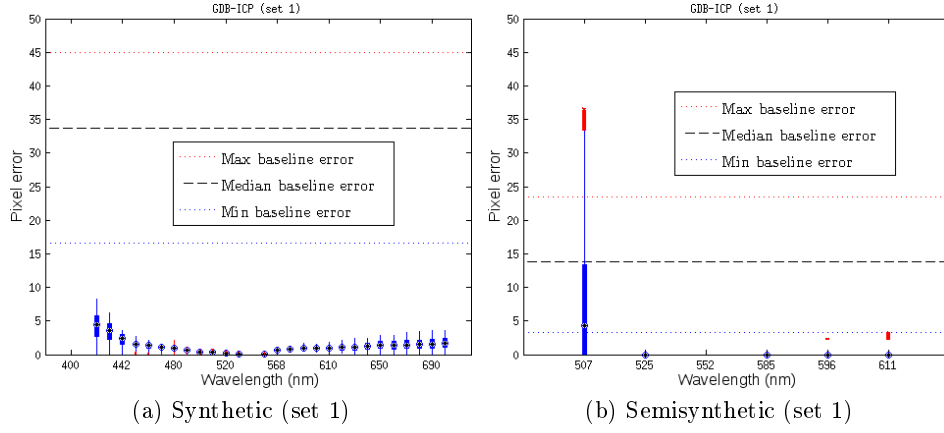 GDB-ICP (set 1)
50
45
40
35
30
25
20
15
10
5
0
Pixel error
Max baseline error
Median baseline error
Min baseline error
400 442 480 520 568 610 650 690
Wavelength (nm)
(a) Synthetic (set 1)
GDB-ICP (set 1)
50
45
40
35
30
25
20
15
10
5
0
Pixel error
Max baseline error
Median baseline error
Min baseline error
507 525 552 585 596 611
Wavelength (nm)
(b) Semisynthetic (set 1)